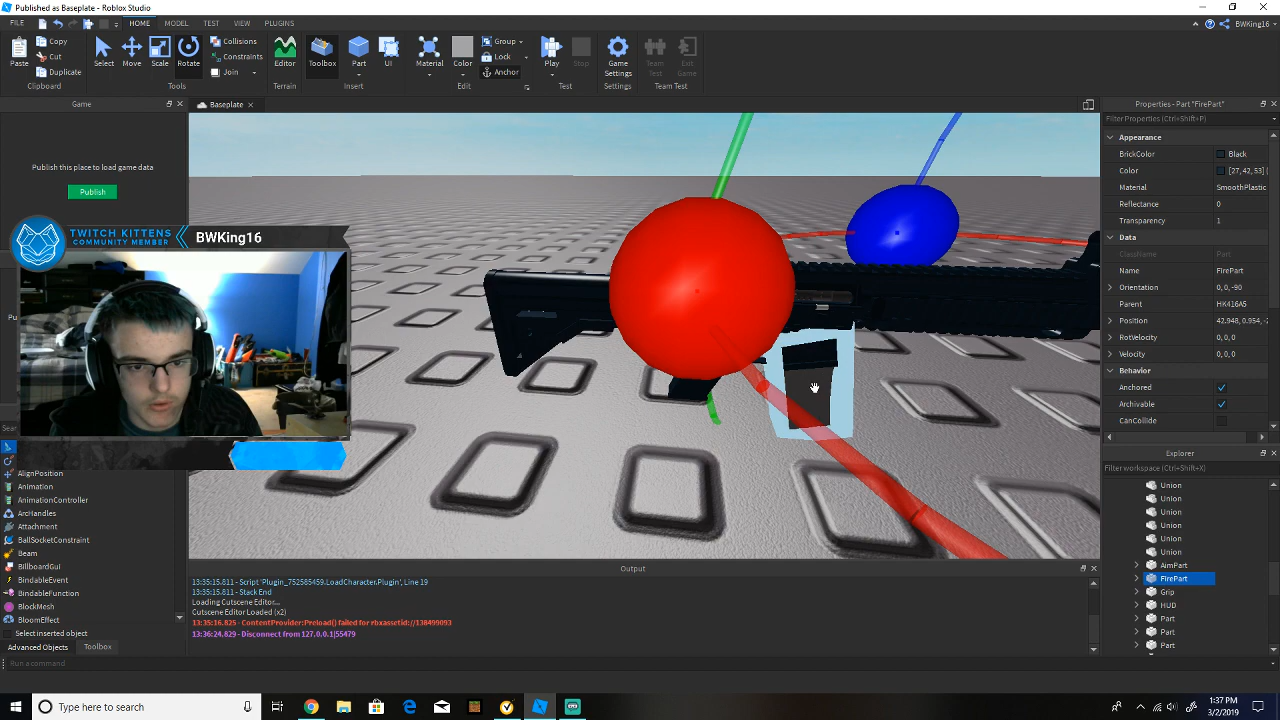 Published as Baseplate - Roblox Studio
FILE HOME MODEL TEST VIEW PLUGINS
BWKing16
Paste
Copy
Cut
Duplicate
Clipboard
Select Move Scale Rotate
Collisions
Constraints
Join
Tools
Editor
Terrain
Toolbox Part UI
Insert
Material Color
Group
Lock
Anchor
Edit
Play Stop
Test
Game Settings
Settings
Team Test
Exit Game
Team Test
Game
Baseplate
Publish this place to load game data
Publish
TWITCH KITTENS
COMMUNITY MEMBER
BWKing16
AlignPosition
Animation
AnimationController
ArcHandles
Attachment
BallSocketConstraint
Beam
BillboardGui
BindableEvent
BindableFunction
BlockMesh
BloomEffect
Select inserted object
Advanced Objects Toolbox
Run a command
Output
13:35:15.811 - Script 'Plugin_752585459.LoadCharacter.Plugin', Line 19
13:35:15.811 - Stack End
Loading Cutscene Editor...
Cutscene Editor Loaded (x2)
13:35:16.825 - ContentProvider:Preload() failed for rbxassetid://138499093
13:36:24.829 - Disconnect from 127.0.0.1|55479
Properties - Part "FirePart"
Filter Properties (Ctrl+Shift+P)
Appearance
BrickColor Black
Color [27, 42, 53]
Material SmoothPlastic
Reflectance 0
Transparency 1
Data
ClassName Part
Name FirePart
Orientation 0, 0, -90
Parent HK416A5
Position 42.948, 0.954, -
RotVelocity 0, 0, 0
Velocity 0, 0, 0
Behavior
Anchored
Archivable
CanCollide
Explorer
Filter workspace (Ctrl+Shift+X)
Union
Union
Union
Union
Union
Union
AimPart
FirePart
Grip
HUD
Part
Part
Part
Type here to search
1:37 PM
3/2/2019